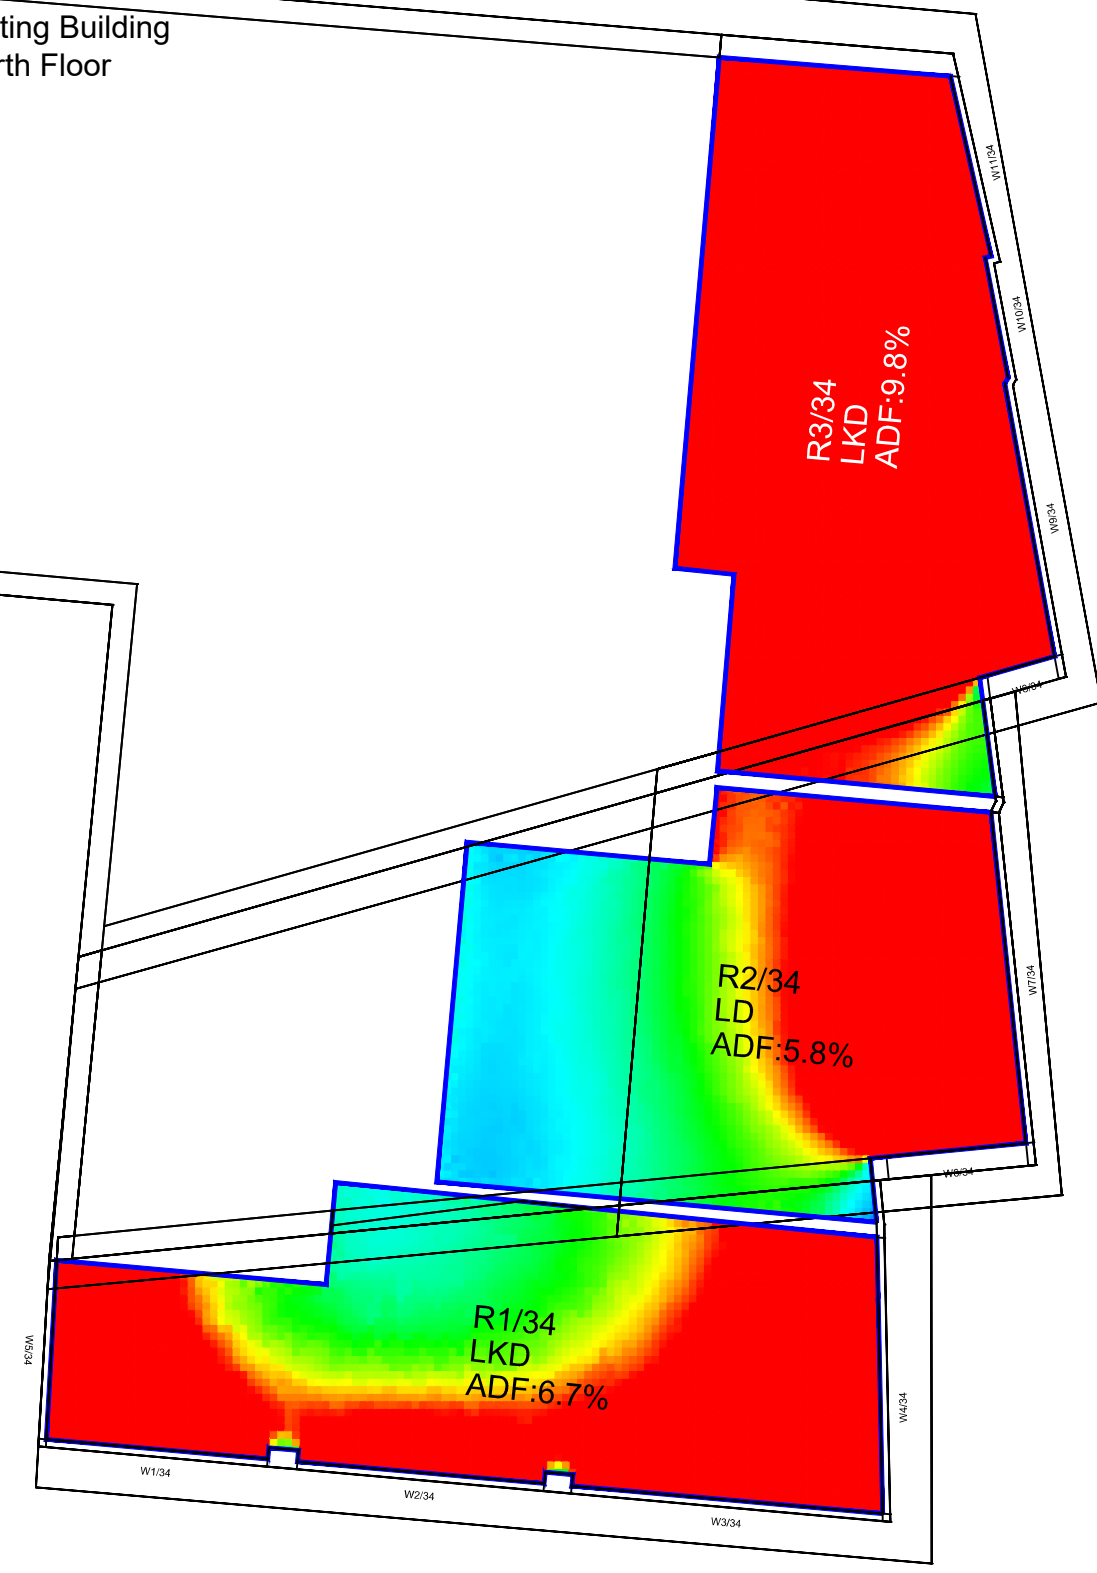 ting Building
rth Floor
W11/34
W10/34
R3/34
LKD
ADF:9.8%
W9/34
W8/34
R2/34
LD
ADF:5.8%
W7/34
W6/34
R1/34
LKD
ADF:6.7%
W5/34
W4/34
W1/34
W2/34
W3/34